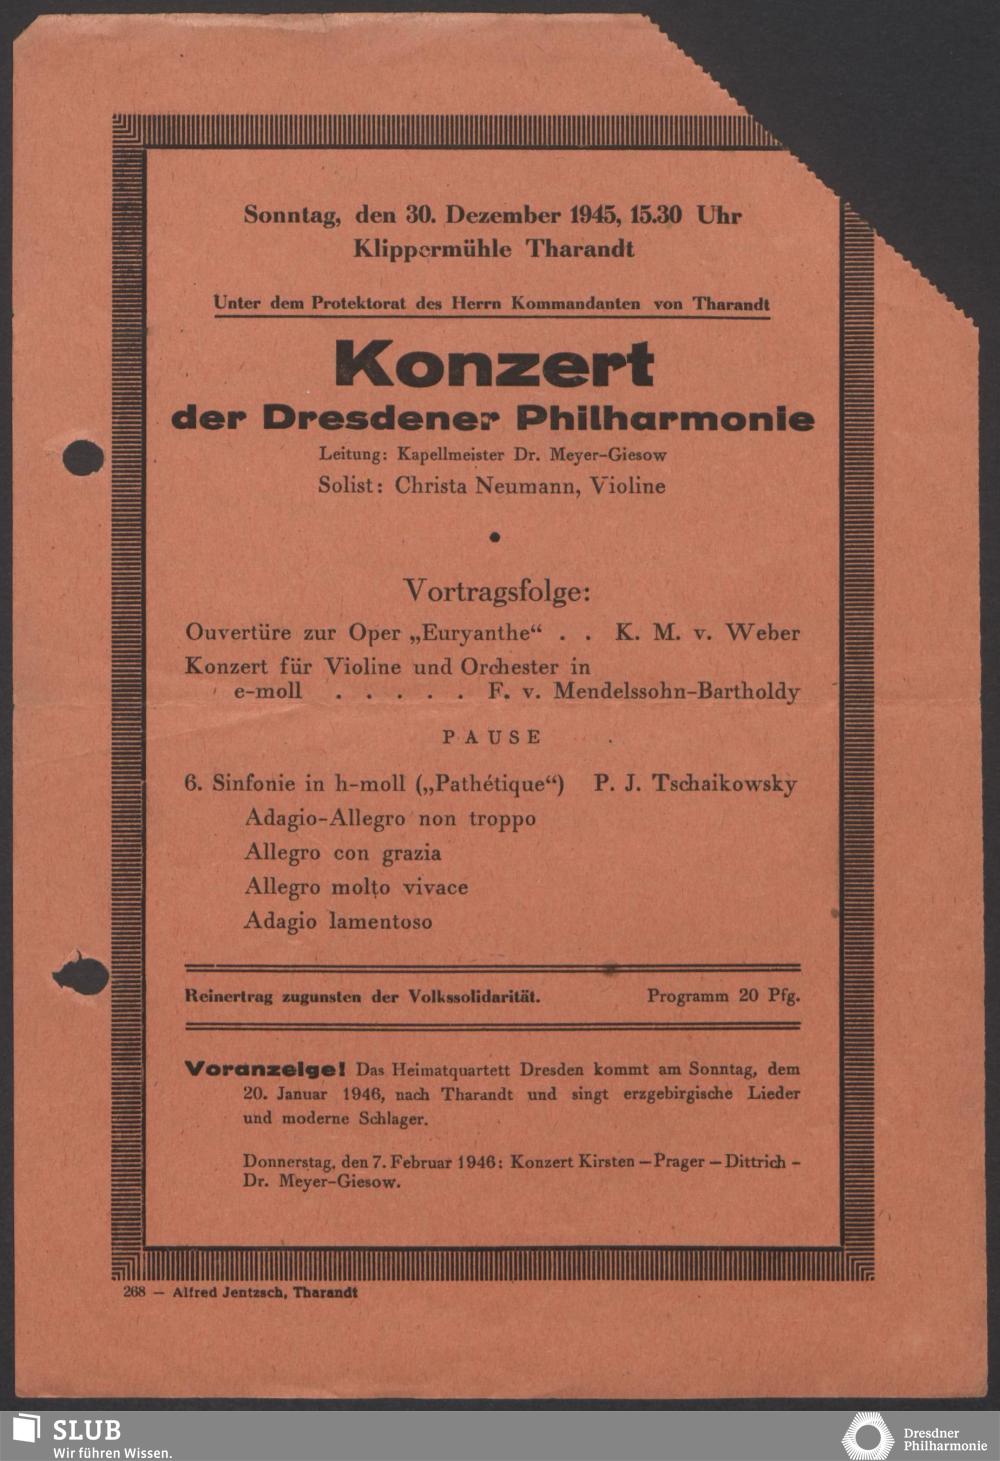 Sonntag, den 30. Dezember 1945, 15.30 Uhr
Klippermühle Tharandt
Unter dem Protektorat des Herrn Kommandanten von Tharandt
Konzert
der Dresdener Philharmonie
Leitung: Kapellmeister Dr. Meyer-Giesow
Solist: Christa Neumann, Violine
•
Vortragsfolge:
Ouvertüre zur Oper „Euryanthe“ . . K. M. v. Weber
Konzert für Violine und Orchester in
e-moll . . . . . F. v. Mendelssohn-Bartholdy
PAUSE
6. Sinfonie in h-moll („Pathétique“) P. J. Tschaikowsky
Adagio-Allegro non troppo
Allegro con grazia
Allegro molto vivace
Adagio lamentoso
Reinertrag zugunsten der Volkssolidarität. Programm 20 Pfg.
Voranzeige! Das Heimatquartett Dresden kommt am Sonntag, dem
20. Januar 1946, nach Tharandt und singt erzgebirgische Lieder
und moderne Schlager.
Donnerstag, den 7. Februar 1946: Konzert Kirsten – Prager – Dittrich –
Dr. Meyer-Giesow.
268 — Alfred Jentzsch, Tharandt
SLUB
Wir führen Wissen.
Dresdner
Philharmonie